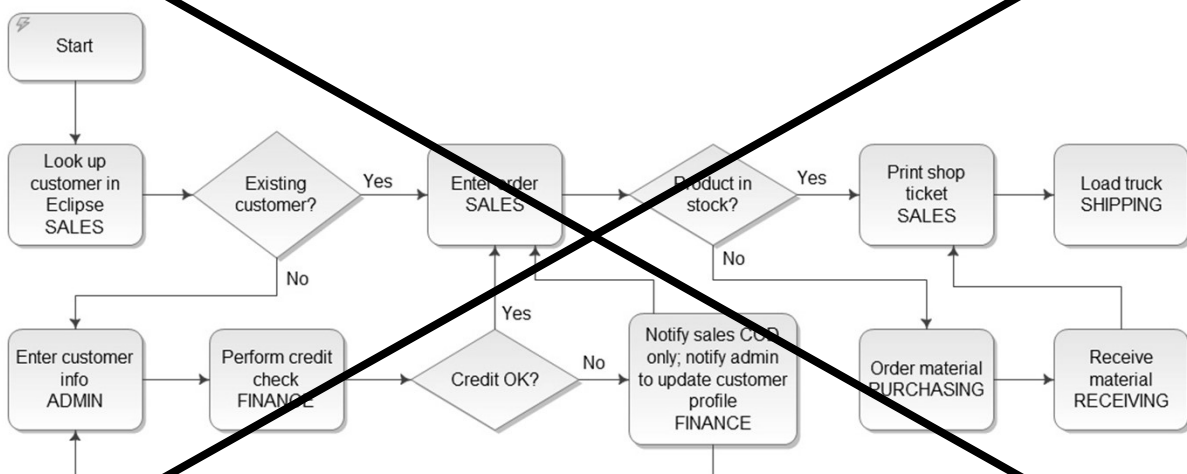 Start
Look up
customer in
Eclipse
SALES
Existing
customer?
Yes
No
Enter order
SALES
Product in
stock?
Yes
No
Print shop
ticket
SALES
Load truck
SHIPPING
Enter customer
info
ADMIN
Perform credit
check
FINANCE
Credit OK?
Yes
No
Notify sales COD
only; notify admin
to update customer
profile
FINANCE
Order material
PURCHASING
Receive
material
RECEIVING